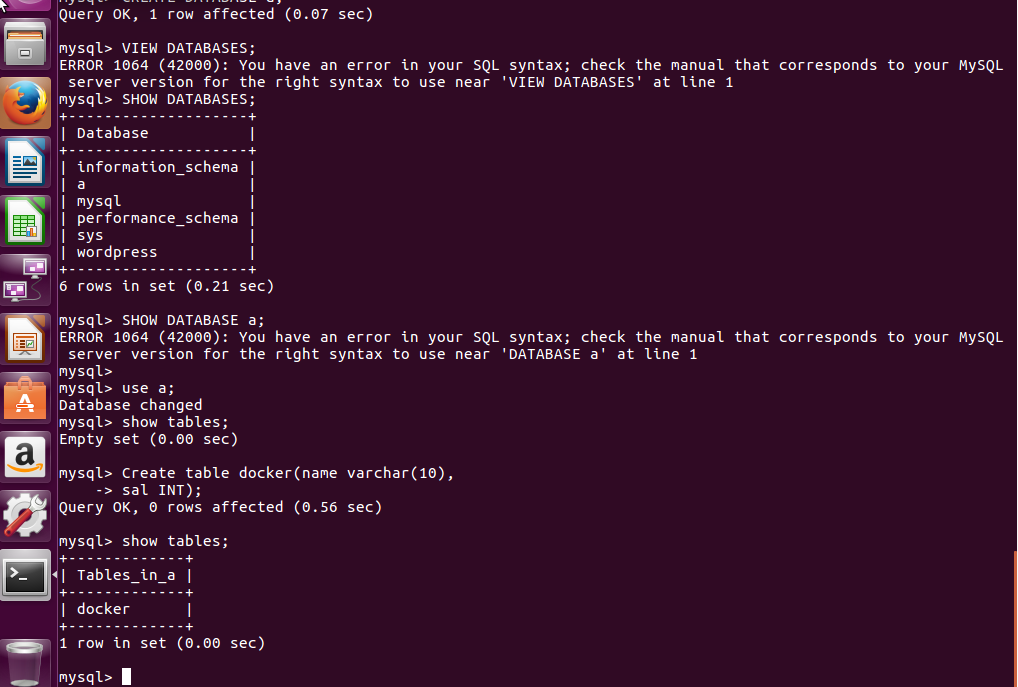 Query OK, 1 row affected (0.07 sec)
mysql> VIEW DATABASES;
ERROR 1064 (42000): You have an error in your SQL syntax; check the manual that corresponds to your MySQL
 server version for the right syntax to use near 'VIEW DATABASES' at line 1
mysql> SHOW DATABASES;
+--------------------+
| Database           |
+--------------------+
| information_schema |
| a                  |
| mysql              |
| performance_schema |
| sys                |
| wordpress          |
+--------------------+
6 rows in set (0.21 sec)
mysql> SHOW DATABASE a;
ERROR 1064 (42000): You have an error in your SQL syntax; check the manual that corresponds to your MySQL
 server version for the right syntax to use near 'DATABASE a' at line 1
mysql>
mysql> use a;
Database changed
mysql> show tables;
Empty set (0.00 sec)
mysql> Create table docker(name varchar(10),
    -> sal INT);
Query OK, 0 rows affected (0.56 sec)
mysql> show tables;
+-------------+
| Tables_in_a |
+-------------+
| docker      |
+-------------+
1 row in set (0.00 sec)
mysql>